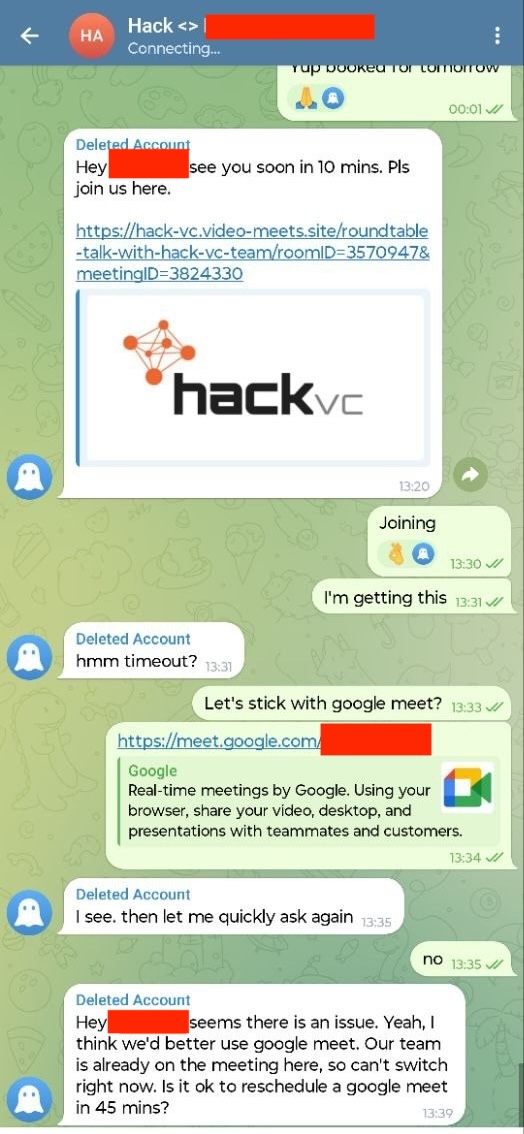 Hack <>
HA
Connecting...
Yup booked for tomorrow
00:01
Deleted Account
Hey see you soon in 10 mins. Pls
join us here.
https://hack-vc.video-meets.site/roundtable
-talk-with-hack-vc-team/roomID=3570947&
meetingID=3824330
hack vc
13:20
Joining
13:30
I'm getting this 13:31
Deleted Account
hmm timeout? 13:31
Let's stick with google meet? 13:33
https://meet.google.com/
Google
Real-time meetings by Google. Using your
browser, share your video, desktop, and
presentations with teammates and customers.
13:34
Deleted Account
I see. then let me quickly ask again 13:35
no 13:35
Deleted Account
Hey seems there is an issue. Yeah, I
think we'd better use google meet. Our team
is already on the meeting here, so can't switch
right now. Is it ok to reschedule a google meet
in 45 mins?
13:39